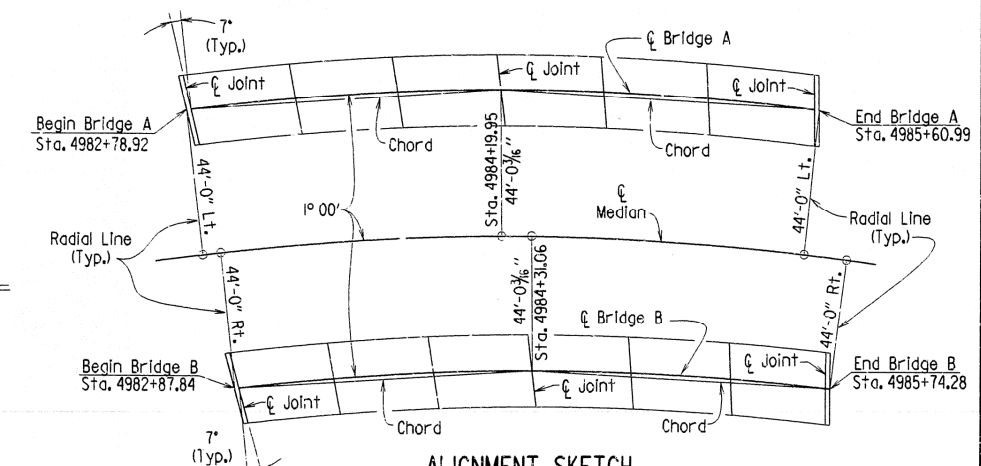 7°
(Typ.)
℄ Bridge A
℄ Joint
℄ Joint
℄ Joint
Begin Bridge A
Sta. 4982+78.92
End Bridge A
Sta. 4985+60.99
Chord
Chord
Sta. 4984+19.95
44'-0 3/16"
44'-0" Lt.
44'-0" Lt.
1° 00'
℄
Median
Radial Line
(Typ.)
Radial Line
(Typ.)
44'-0" Rt.
44'-0 3/16"
Sta. 4984+31.06
44'-0" Rt.
℄ Bridge B
Begin Bridge B
Sta. 4982+87.84
℄ Joint
End Bridge B
Sta. 4985+74.28
℄ Joint
℄ Joint
Chord
Chord
7°
(Typ.)
ALIGNMENT SKETCH